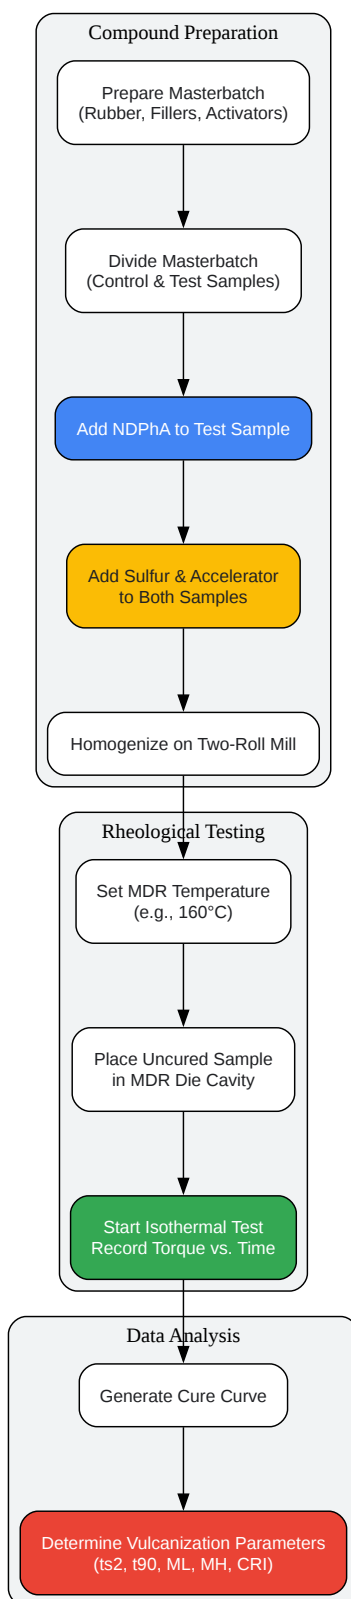 Compound Preparation
Prepare Masterbatch
(Rubber, Fillers, Activators)
Divide Masterbatch
(Control & Test Samples)
Add NDPhA to Test Sample
Add Sulfur & Accelerator
to Both Samples
Homogenize on Two-Roll Mill
Rheological Testing
Set MDR Temperature
(e.g., 160°C)
Place Uncured Sample
in MDR Die Cavity
Start Isothermal Test
Record Torque vs. Time
Data Analysis
Generate Cure Curve
Determine Vulcanization Parameters
(ts2, t90, ML, MH, CRI)